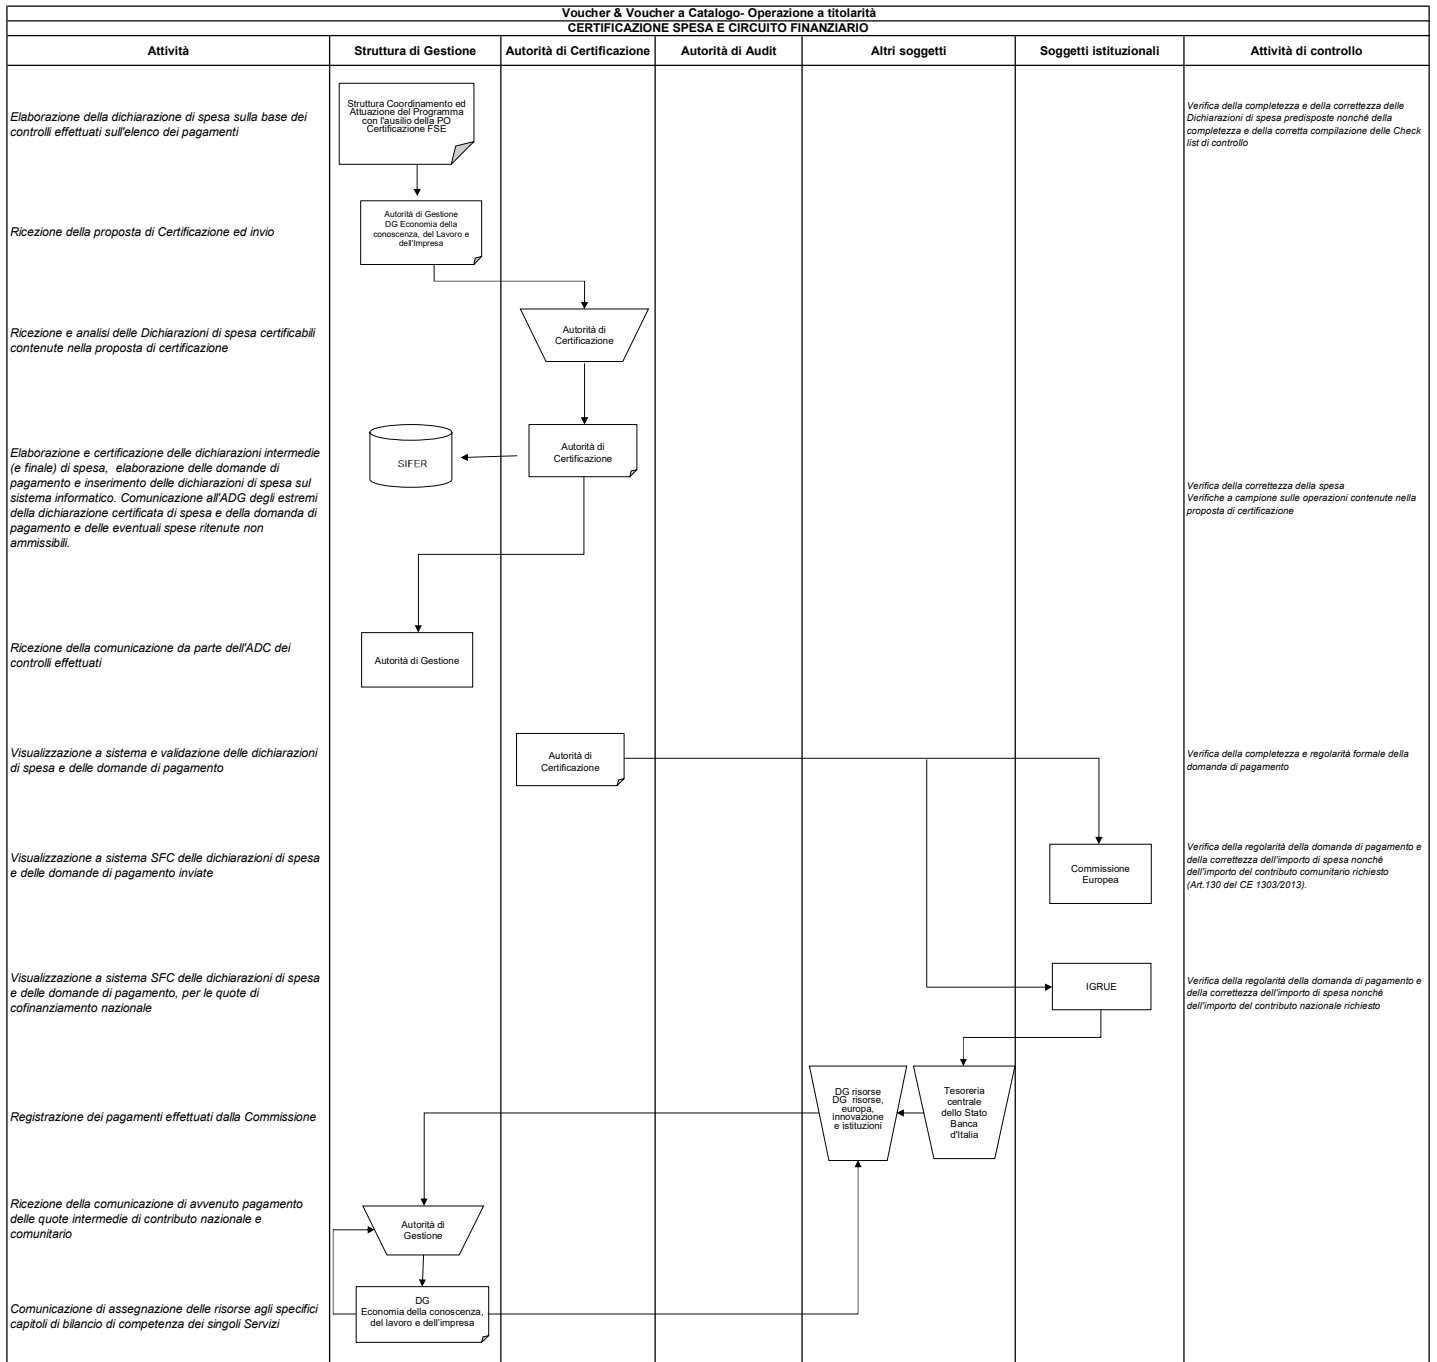 Voucher & Voucher a Catalogo- Operazione a titolarità
CERTIFICAZIONE SPESA E CIRCUITO FINANZIARIO
Attività
Struttura di Gestione
Autorità di Certificazione
Autorità di Audit
Altri soggetti
Soggetti istituzionali
Attività di controllo
Elaborazione della dichiarazione di spesa sulla base dei
controlli effettuati sull'elenco dei pagamenti
Struttura Coordinamento ed
Attuazione del Programma
con l'ausilio della PO
Certificazione FSE
Verifica della completezza e della correttezza delle
Dichiarazioni di spesa predisposte nonché della
completezza e della corretta compilazione delle Check
list di controllo
Ricezione della proposta di Certificazione ed invio
Autorità di Gestione
DG Economia della
conoscenza, del Lavoro e
dell'Impresa
Ricezione e analisi delle Dichiarazioni di spesa certificabili
contenute nella proposta di certificazione
Autorità di
Certificazione
Elaborazione e certificazione delle dichiarazioni intermedie
(e finale) di spesa, elaborazione delle domande di
pagamento e inserimento delle dichiarazioni di spesa sul
sistema informatico. Comunicazione all'ADG degli estremi
della dichiarazione certificata di spesa e della domanda di
pagamento e delle eventuali spese ritenute non
ammissibili.
SIFER
Autorità di
Certificazione
Verifica della correttezza della spesa
Verifiche a campione sulle operazioni contenute nella
proposta di certificazione
Ricezione della comunicazione da parte dell'ADC dei
controlli effettuati
Autorità di Gestione
Visualizzazione a sistema e validazione delle dichiarazioni
di spesa e delle domande di pagamento
Autorità di
Certificazione
Verifica della completezza e regolarità formale della
domanda di pagamento
Visualizzazione a sistema SFC delle dichiarazioni di spesa
e delle domande di pagamento inviate
Commissione
Europea
Verifica della regolarità della domanda di pagamento e
della correttezza dell'importo di spesa nonché
dell'importo del contributo comunitario richiesto
(Art.130 del CE 1303/2013).
Visualizzazione a sistema SFC delle dichiarazioni di spesa
e delle domande di pagamento, per le quote di
cofinanziamento nazionale
IGRUE
Verifica della regolarità della domanda di pagamento e
della correttezza dell'importo di spesa nonché
dell'importo del contributo nazionale richiesto
Registrazione dei pagamenti effettuati dalla Commissione
DG risorse
DG risorse,
europa,
innovazione
e istituzioni
Tesoreria
centrale
dello Stato
Banca
d'Italia
Ricezione della comunicazione di avvenuto pagamento
delle quote intermedie di contributo nazionale e
comunitario
Autorità di
Gestione
Comunicazione di assegnazione delle risorse agli specifici
capitoli di bilancio di competenza dei singoli Servizi
DG
Economia della conoscenza,
del lavoro e dell'impresa